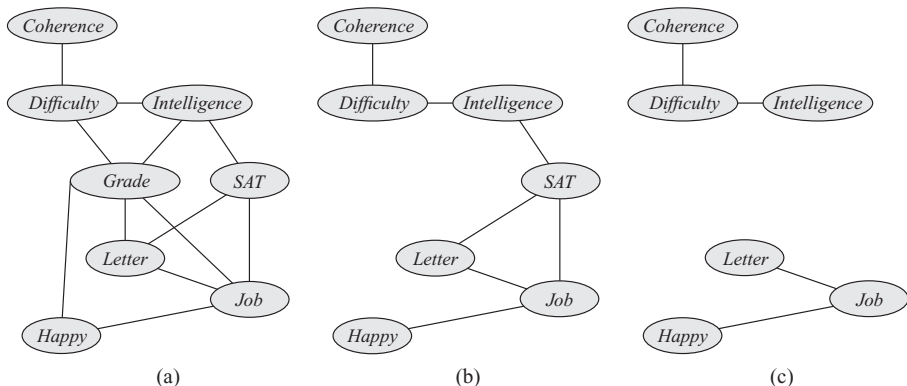 Coherence
Difficulty
Intelligence
Grade
SAT
Letter
Job
Happy
(a)
Coherence
Difficulty
Intelligence
SAT
Letter
Job
Happy
(b)
Coherence
Difficulty
Intelligence
Letter
Job
Happy
(c)